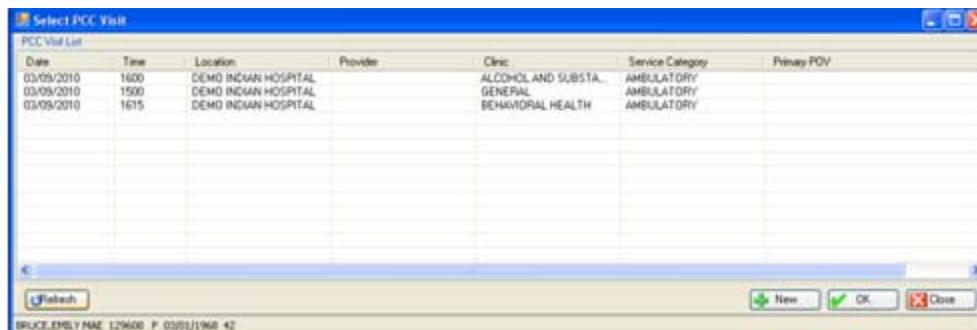 Select PCC Visit
PCC Visit List
Date Time Location Provider Clinic Service Category Primary POV
03/09/2010 1600 DEMO INDIAN HOSPITAL ALCOHOL AND SUBSTA... AMBULATORY
03/09/2010 1500 DEMO INDIAN HOSPITAL GENERAL AMBULATORY
03/09/2010 1615 DEMO INDIAN HOSPITAL BEHAVIORAL HEALTH AMBULATORY
Refresh New OK Close
BRUCE,EMILY MAE 129608 F 03/01/1968 42